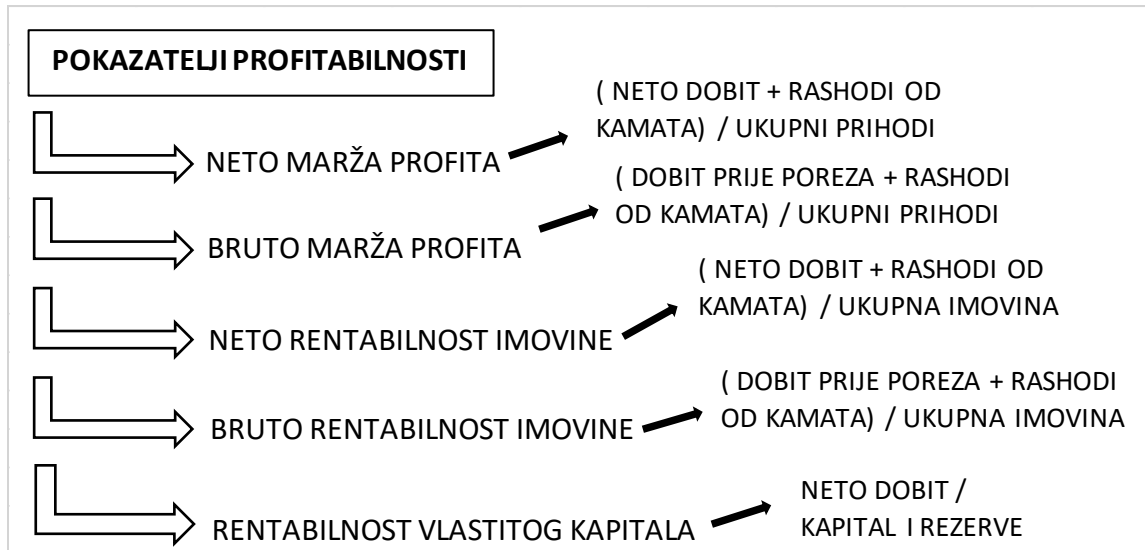 POKAZATELJI PROFITABILNOSTI
NETO MARŽA PROFITA
( NETO DOBIT + RASHODI OD
KAMATA) / UKUPNI PRIHODI
BRUTO MARŽA PROFITA
( DOBIT PRIJE POREZA + RASHODI
OD KAMATA) / UKUPNI PRIHODI
NETO RENTABILNOST IMOVINE
( NETO DOBIT + RASHODI OD
KAMATA) / UKUPNA IMOVINA
BRUTO RENTABILNOST IMOVINE
( DOBIT PRIJE POREZA + RASHODI
OD KAMATA) / UKUPNA IMOVINA
RENTABILNOST VLASTITOG KAPITALA
NETO DOBIT /
KAPITAL I REZERVE